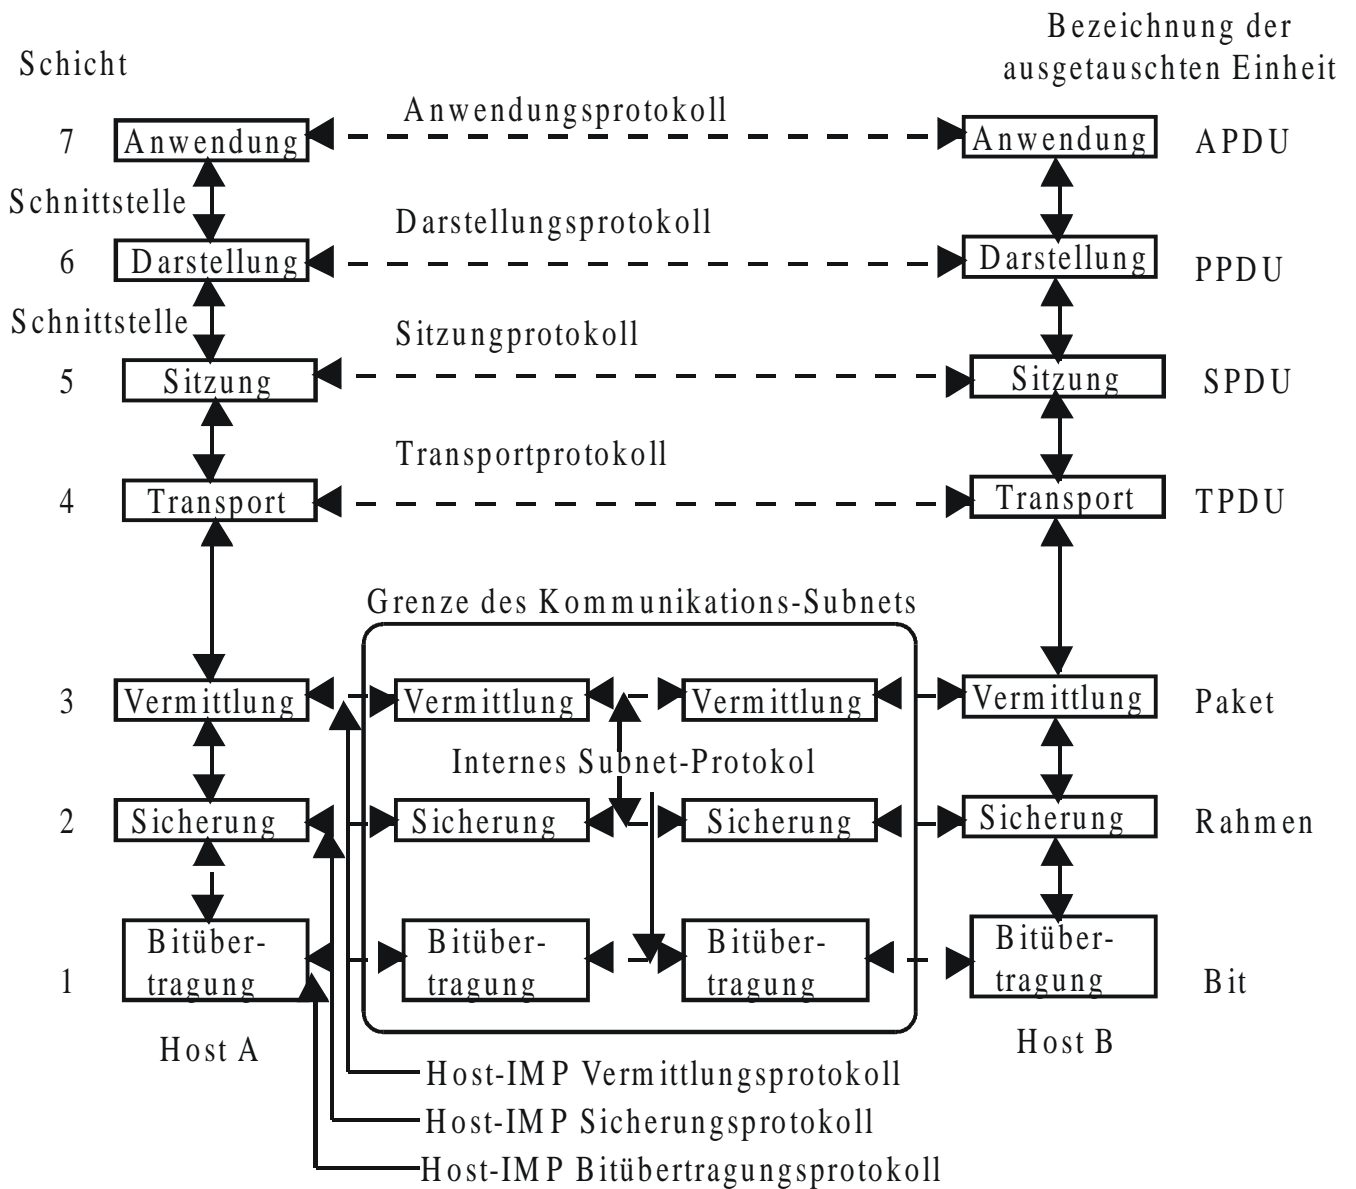 Bezeichnung der
Schicht
ausgetauschten Einheit
Anwendungsprotokoll
7 Anwendung Anwendung APDU
Schnittstelle
Darstellungsprotokoll
6 Darstellung Darstellung PPDU
Schnittstelle
Sitzungprotokoll
5 Sitzung Sitzung SPDU
Transportprotokoll
4 Transport Transport TPDU
Grenze des Kommunikations-Subnets
3 Vermittlung Vermittlung Vermittlung Vermittlung Paket
Internes Subnet-Protokol
2 Sicherung Sicherung Sicherung Sicherung Rahmen
Bitüber- Bitüber- Bitüber- Bitüber-
1 tragung tragung tragung tragung Bit
Host A Host B
Host-IMP Vermittlungsprotokoll
Host-IMP Sicherungsprotokoll
Host-IMP Bitübertragungsprotokoll